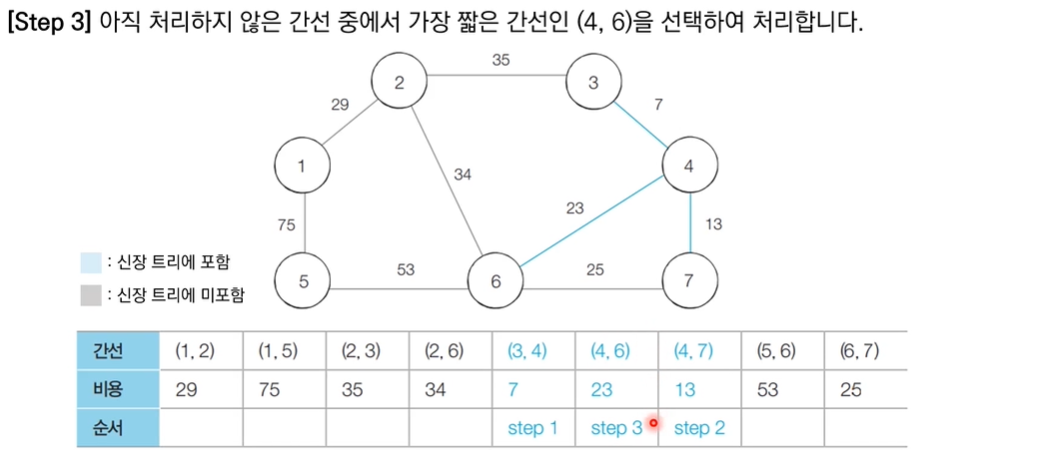 [Step 3] 아직 처리하지 않은 간선 중에서 가장 짧은 간선인 (4, 6)을 선택하여 처리합니다.
35
2
3
29
7
1
4
34
23
75
13
: 신장 트리에 포함
53
25
5
6
7
: 신장 트리에 미포함
간선 (1, 2) (1, 5) (2, 3) (2, 6) (3, 4) (4, 6) (4, 7) (5, 6) (6, 7)
비용 29 75 35 34 7 23 13 53 25
순서 step 1 step 3 step 2